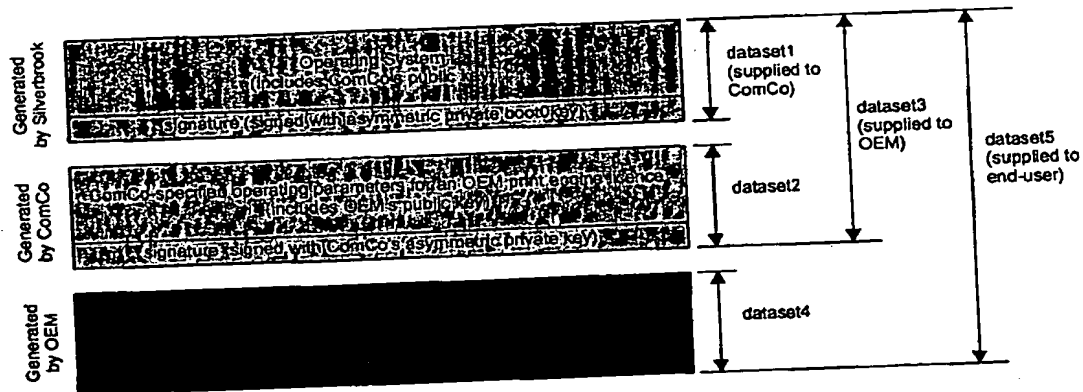 Generated
by Silverbrook
Operating System
(includes ComCo's public key)
signature (signed with asymmetric private boot0key)
dataset1
(supplied to
ComCo)
dataset3
(supplied to
OEM)
dataset5
(supplied to
end-user)
Generated
by ComCo
ComCo specified operating parameters for an OEM print engine licence
(includes OEM's public key)
signature (signed with ComCo's asymmetric private key)
dataset2
Generated
by OEM
dataset4